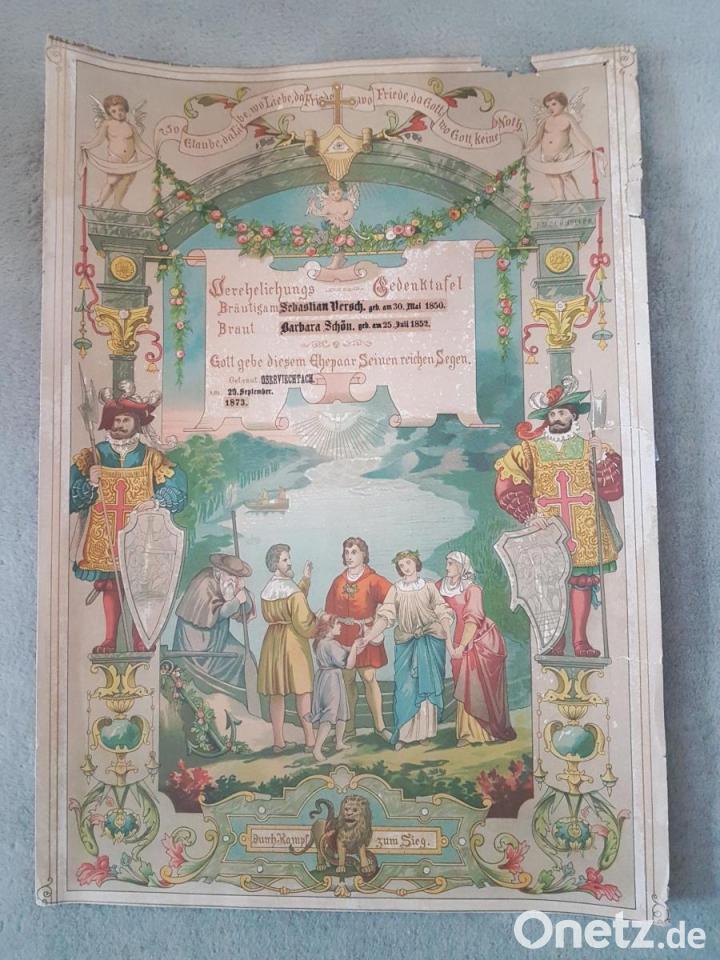 Wo Glaube, da Liebe, wo Liebe, da Friede, wo Friede, da Gott, wo Gott, keine Noth.
Verehelichungs Gedenktafel
Bräutigam Sebastian Versch. geb. am 30. Mai 1850.
Braut Barbara Schön. geb. am 25. Juli 1852.
Gott gebe diesem Ehepaar Seinen reichen Segen.
Getraut OBERVIECHTACH.
am 29. September.
1873.
Durch Kampf zum Sieg.
Onetz.de